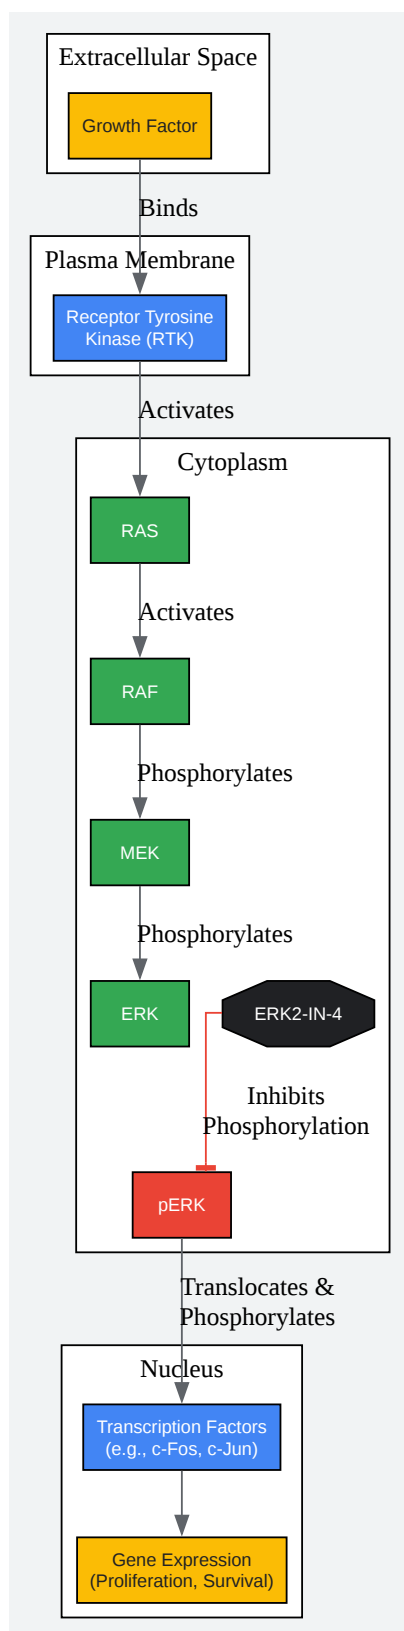 Extracellular Space
Growth Factor
Binds
Plasma Membrane
Receptor Tyrosine
Kinase (RTK)
Activates
Cytoplasm
RAS
Activates
RAF
Phosphorylates
MEK
Phosphorylates
ERK
ERK2-IN-4
Inhibits
Phosphorylation
pERK
Translocates &
Phosphorylates
Nucleus
Transcription Factors
(e.g., c-Fos, c-Jun)
Gene Expression
(Proliferation, Survival)